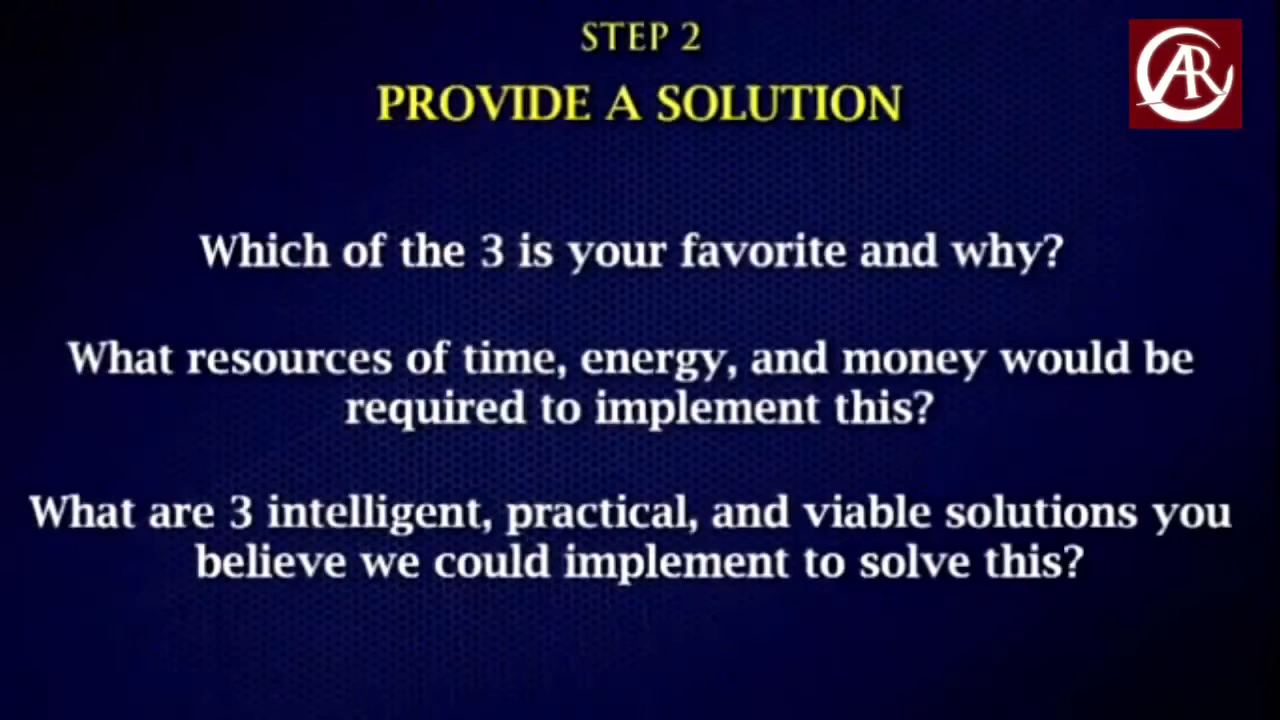 STEP 2
PROVIDE A SOLUTION
Which of the 3 is your favorite and why?
What resources of time, energy, and money would be
required to implement this?
What are 3 intelligent, practical, and viable solutions you
believe we could implement to solve this?